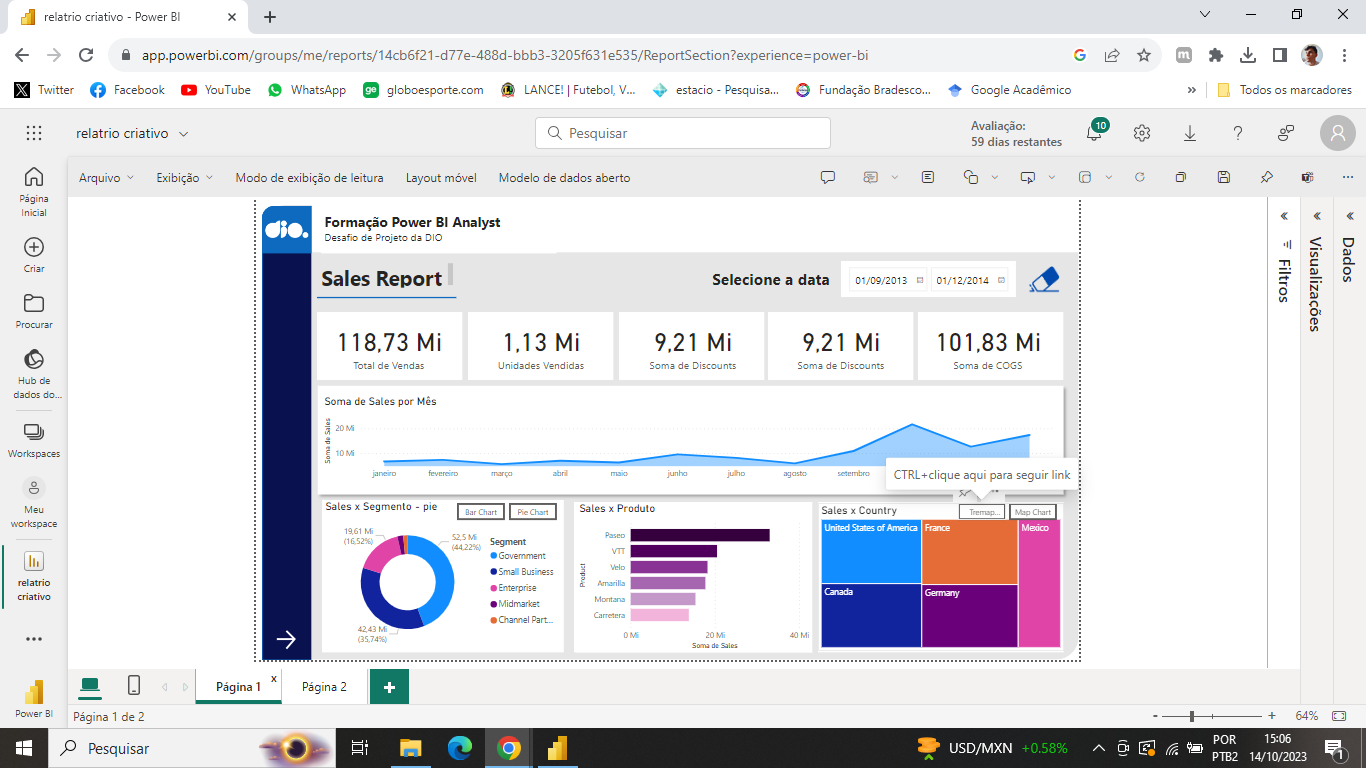 relatrio criativo - Power BI
app.powerbi.com/groups/me/reports/14cb6f21-d77e-488d-bbb3-3205f631e535/ReportSection?experience=power-bi
Twitter Facebook YouTube WhatsApp globoesporte.com LANCE! | Futebol, V... estacio - Pesquisa... Fundação Bradesco... Google Acadêmico » Todos os marcadores
relatrio criativo
Pesquisar
Avaliação:
59 dias restantes
10
Arquivo Exibição Modo de exibição de leitura Layout móvel Modelo de dados aberto
Página
Inicial
Criar
Procurar
Hub de
dados do...
Workspaces
Meu
workspace
relatrio
criativo
Power BI
dio.
Formação Power BI Analyst
Desafio de Projeto da DIO
Sales Report
Selecione a data
01/09/2013 01/12/2014
118,73 Mi
Total de Vendas
1,13 Mi
Unidades Vendidas
9,21 Mi
Soma de Discounts
9,21 Mi
Soma de Discounts
101,83 Mi
Soma de COGS
Soma de Sales por Mês
Soma de Sales
20 Mi
10 Mi
janeiro fevereiro março abril maio junho julho agosto setembro
CTRL+clique aqui para seguir link
Sales x Segmento - pie
Bar Chart Pie Chart
19,61 Mi
(16,52%)
52,5 Mi
(44,22%)
42,43 Mi
(35,74%)
Segment
Government
Small Business
Enterprise
Midmarket
Channel Part...
Sales x Produto
Product
Paseo
VTT
Velo
Amarilla
Montana
Carretera
0 Mi 20 Mi 40 Mi
Soma de Sales
Sales x Country
Tremap... Map Chart
United States of America France Mexico
Canada Germany
Filtros
Visualizações
Dados
Página 1 x Página 2 +
Página 1 de 2
- + 64%
Pesquisar
USD/MXN +0.58%
POR
PTB2
15:06
14/10/2023
1